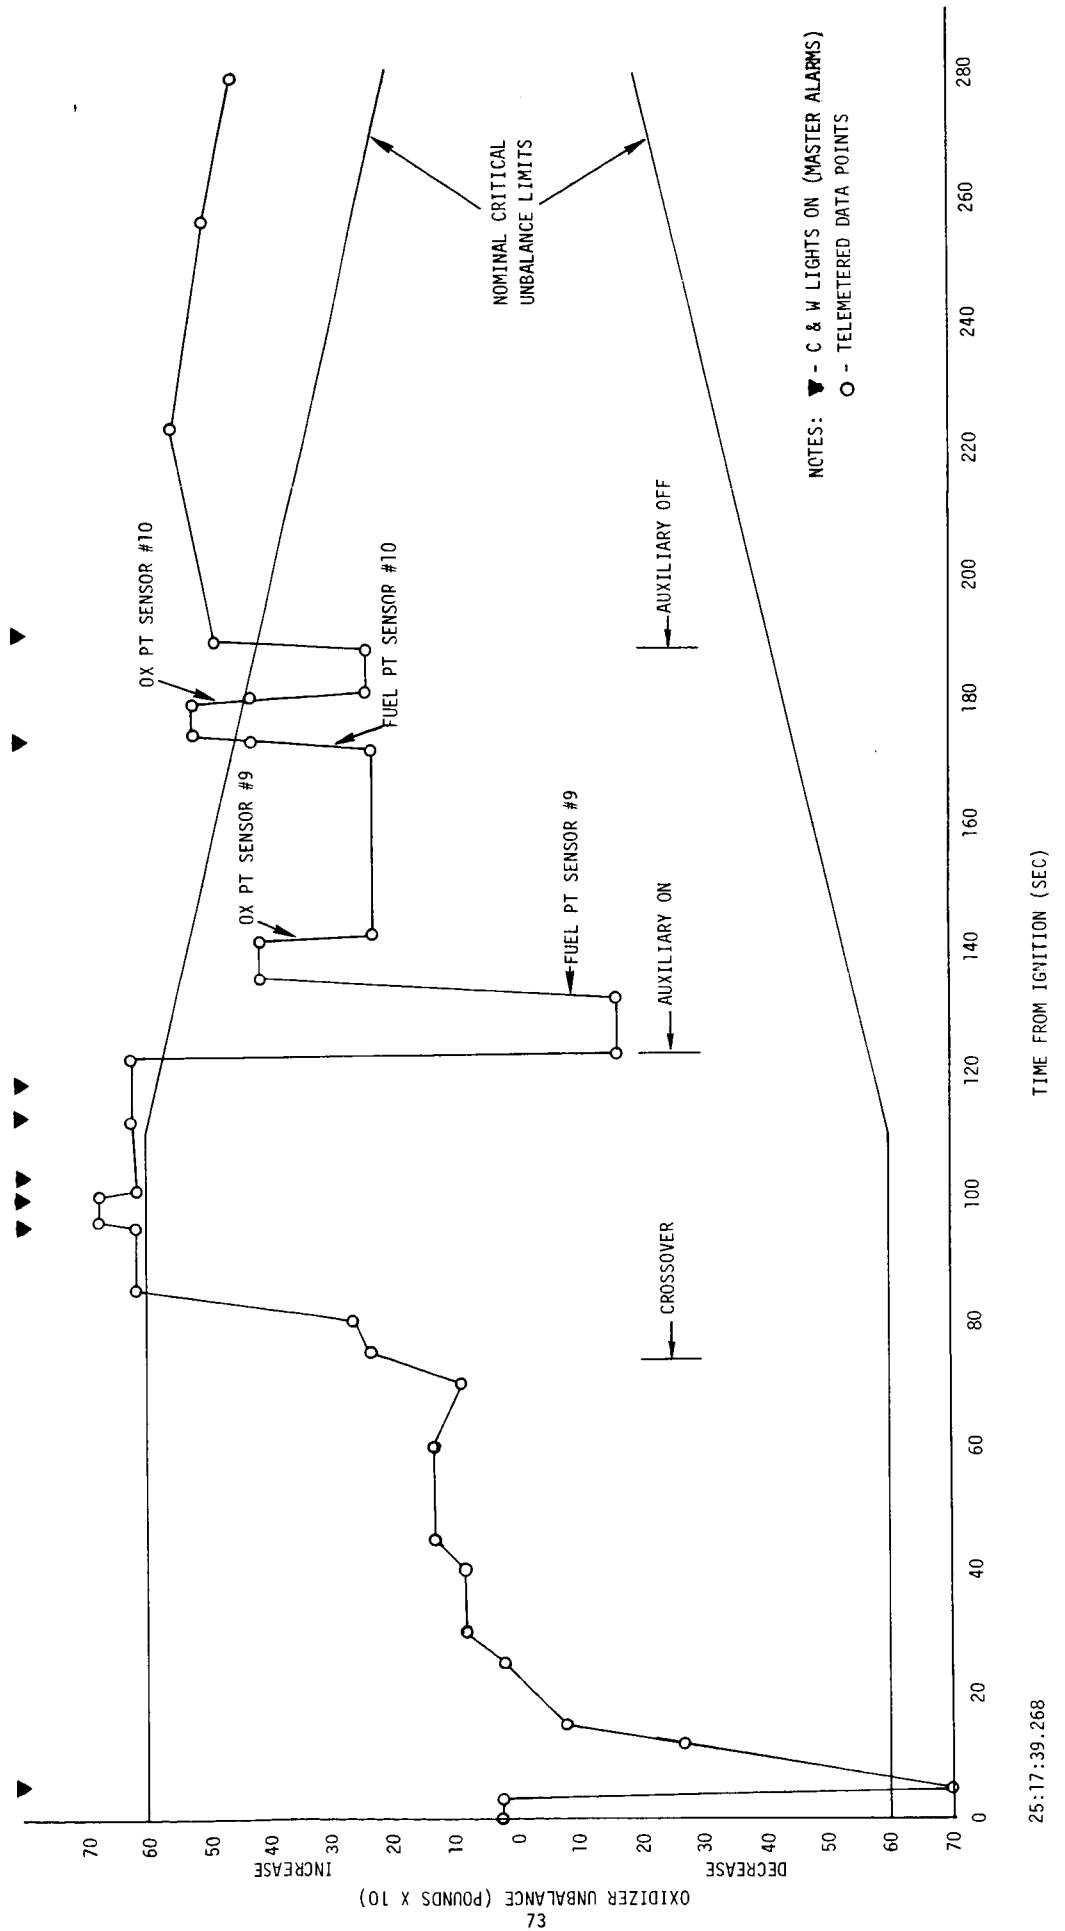 OX PT SENSOR #10
FUEL PT SENSOR #10
OX PT SENSOR #9
FUEL PT SENSOR #9
NOMINAL CRITICAL
UNBALANCE LIMITS
AUXILIARY OFF
AUXILIARY ON
CROSSOVER
NOTES: ▼ - C & W LIGHTS ON (MASTER ALARMS)
O - TELEMETERED DATA POINTS
70
60
50
40
30
20
10
0
10
20
30
40
50
60
70
INCREASE
DECREASE
OXIDIZER UNBALANCE (POUNDS X 10)
0
20
40
60
80
100
120
140
160
180
200
220
240
260
280
TIME FROM IGNITION (SEC)
25:17:39.268
73